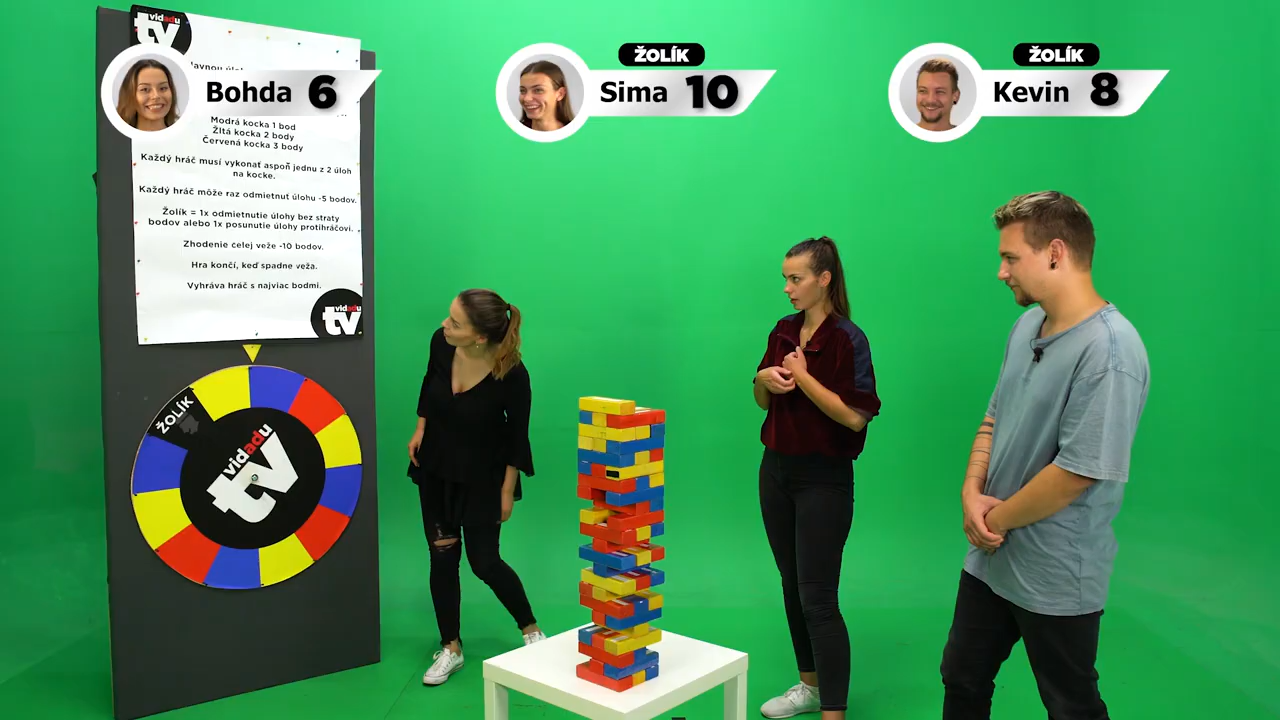 vidadu
tv
ŽOLÍK
ŽOLÍK
Bohda 6
Sima 10
Kevin 8
Modrá kocka 1 bod
Žltá kocka 2 body
Červená kocka 3 body
Každý hráč musí vykonať aspoň jednu z 2 úloh
na kocke.
Každý hráč môže raz odmietnuť úlohu -5 bodov.
Žolík = 1x odmietnutie úlohy bez straty
bodov alebo 1x posunutie úlohy protihráčovi.
Zhodenie celej veže -10 bodov.
Hra končí, keď spadne veža.
Vyhráva hráč s najviac bodmi.
vidadu
tv
ŽOLÍK
vidadu
tv